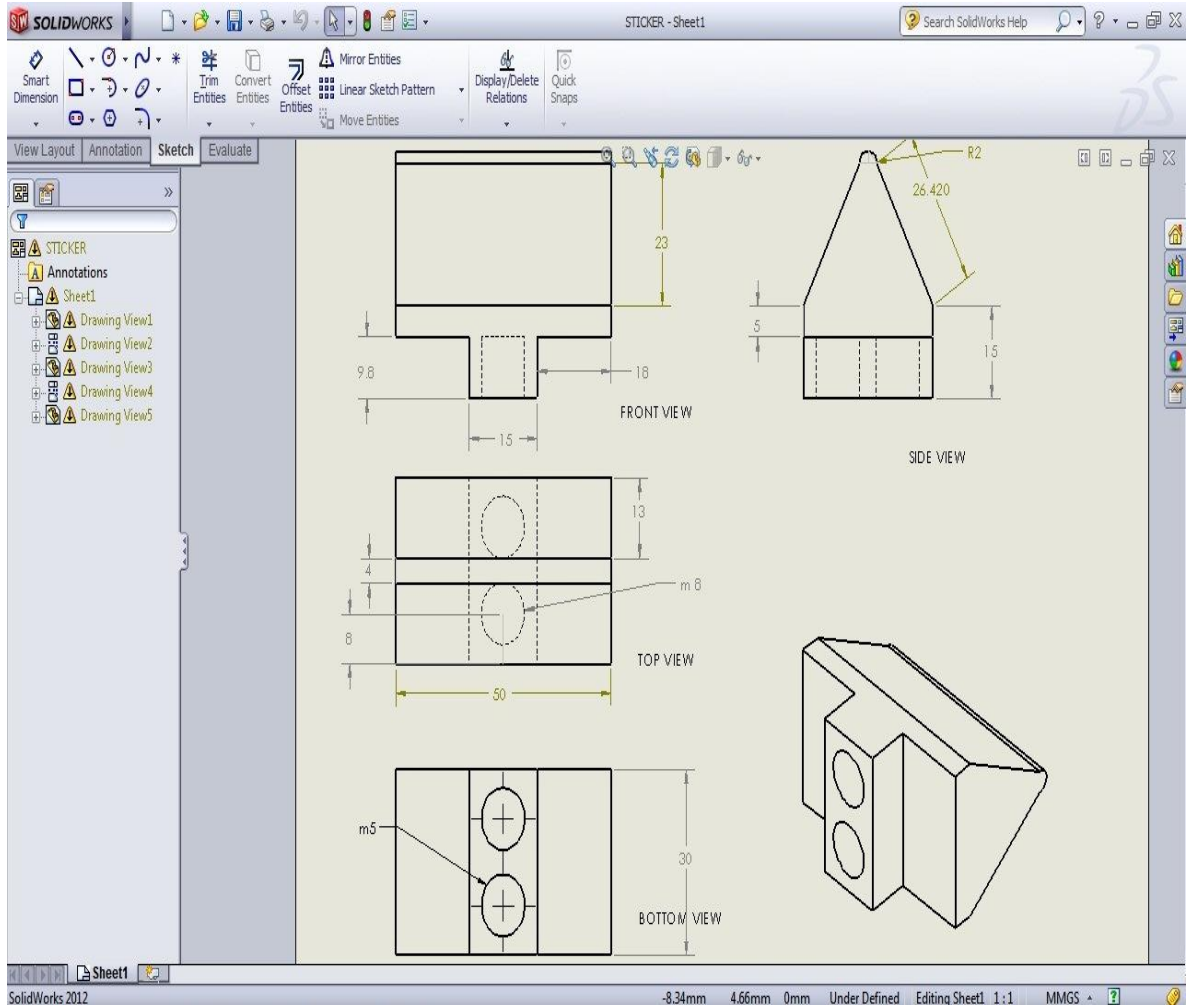 SOLIDWORKS
STICKER - Sheet1
Search SolidWorks Help
Smart Dimension
Trim Entities
Convert Entities
Offset Entities
Mirror Entities
Linear Sketch Pattern
Move Entities
Display/Delete Relations
Quick Snaps
View Layout
Annotation
Sketch
Evaluate
STICKER
Annotations
Sheet1
Drawing View1
Drawing View2
Drawing View3
Drawing View4
Drawing View5
23
9.8
18
15
FRONT VIEW
R2
26.420
5
15
SIDE VIEW
13
4
m 8
8
TOP VIEW
50
m5
30
BOTTOM VIEW
Sheet1
SolidWorks 2012
-8.34mm 4.66mm 0mm Under Defined Editing Sheet1 1:1 MMGS